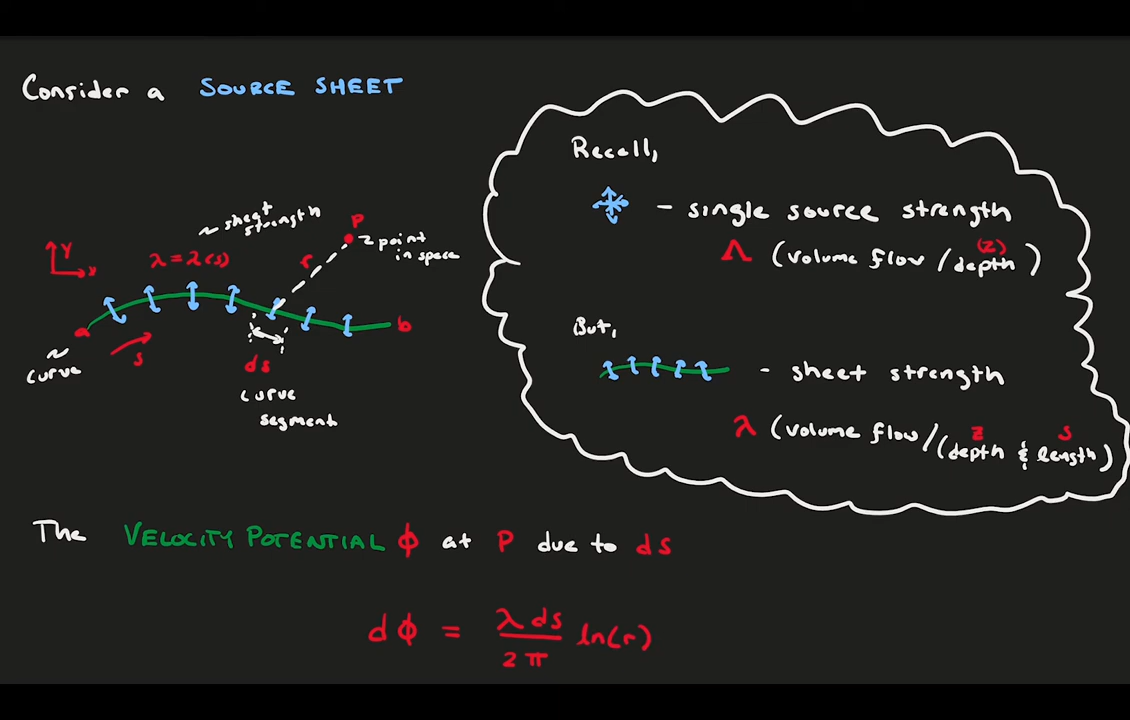 Consider a SOURCE SHEET
Recall,
- single source strength
Λ (volume flow / depth (z))
~ sheet strength
P
~ point in space
Y
x
λ = λ(s)
r
a
b
s
~ curve
ds
curve segment
But,
- sheet strength
λ (volume flow / (depth & length))
z s
The VELOCITY POTENTIAL ϕ at P due to ds
dϕ = λ ds / 2π ln(r)